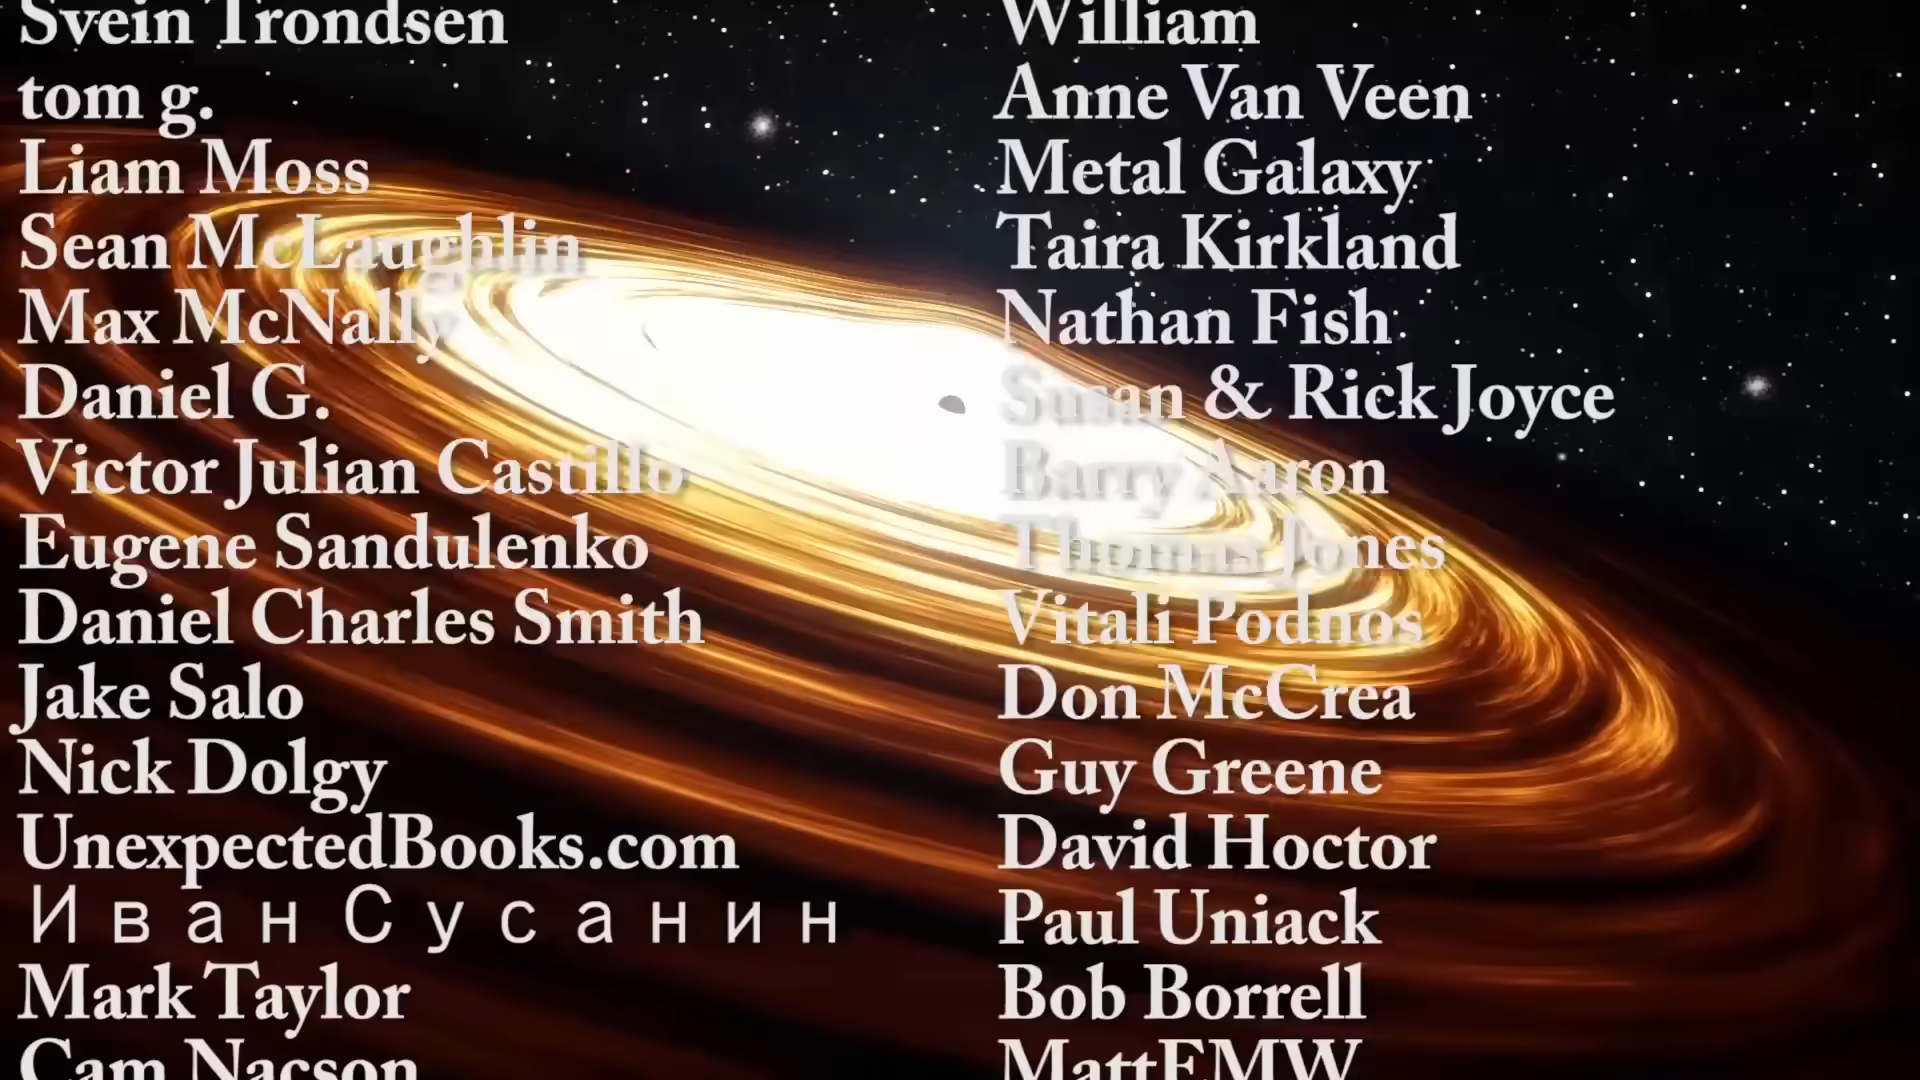 Svein Trondsen
tom g.
Liam Moss
Sean McLaughlin
Max McNally
Daniel G.
Victor Julian Castillo
Eugene Sandulenko
Daniel Charles Smith
Jake Salo
Nick Dolgy
UnexpectedBooks.com
Иван Сусанин
Mark Taylor
Cam Nacson
William
Anne Van Veen
Metal Galaxy
Taira Kirkland
Nathan Fish
Susan & Rick Joyce
Barry Aaron
Thomas Jones
Vitali Podnos
Don McCrea
Guy Greene
David Hoctor
Paul Uniack
Bob Borrell
MattEMW